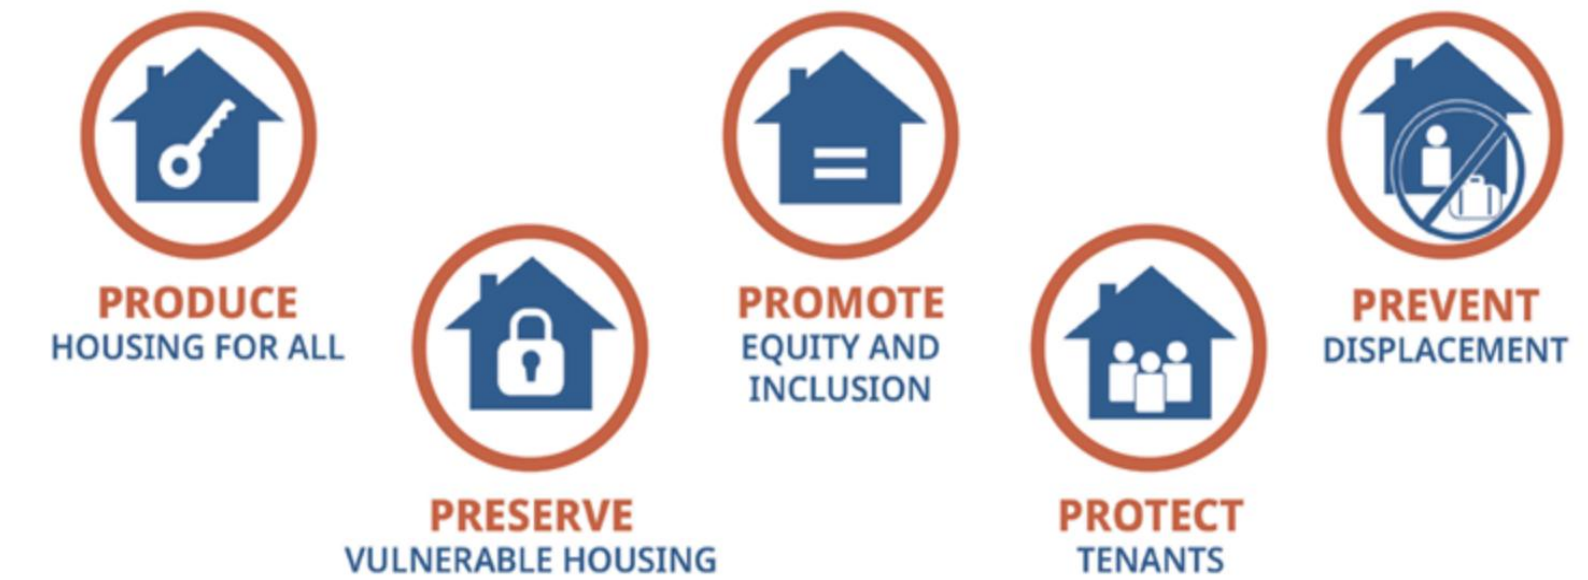 PRODUCE
HOUSING FOR ALL
PRESERVE
VULNERABLE HOUSING
PROMOTE
EQUITY AND
INCLUSION
PROTECT
TENANTS
PREVENT
DISPLACEMENT